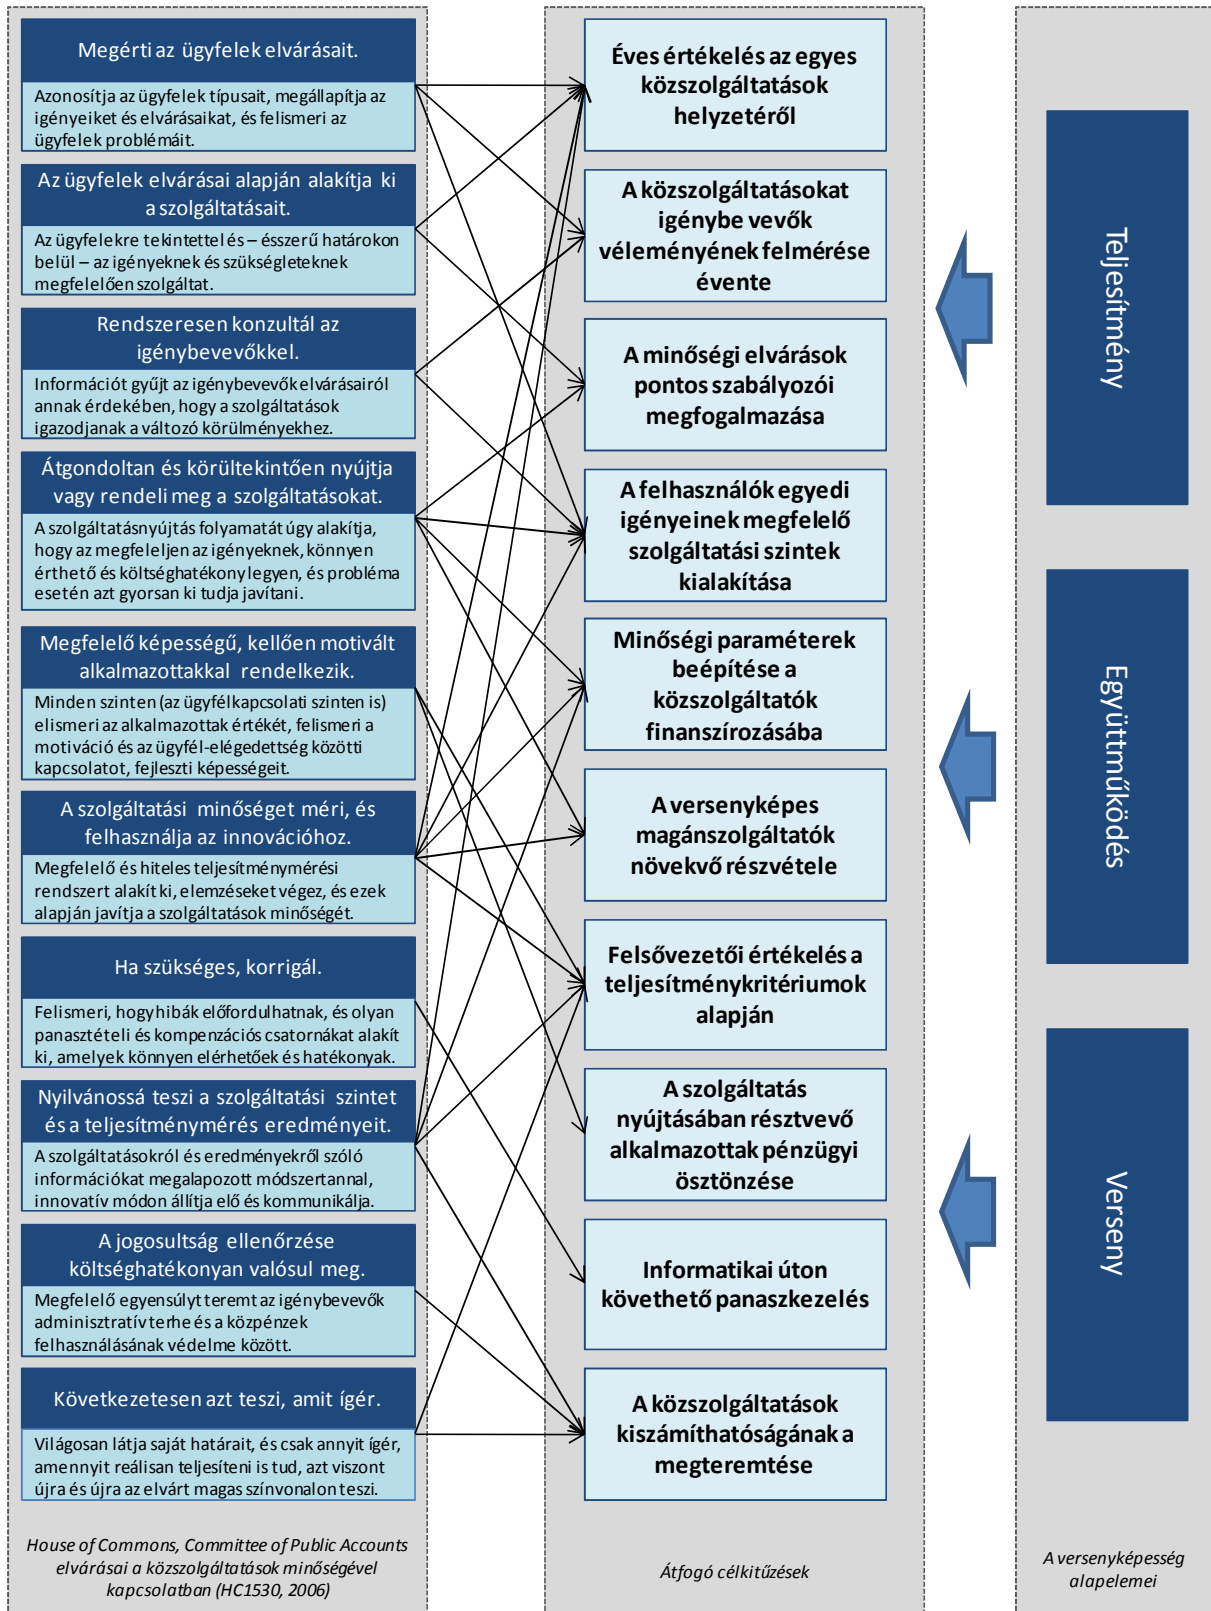 Megérti az ügyfelek elvárásait.
Azonosítja az ügyfelek típusait, megállapítja az
igényeiket és elvárásaikat, és felismeri az
ügyfelek problémáit.
Az ügyfelek elvárásai alapján alakítja ki
a szolgáltatásait.
Az ügyfelekre tekintettel és – ésszerű határokon
belül – az igényeknek és szükségleteknek
megfelelően szolgáltat.
Rendszeresen konzultál az
igénybevevőkkel.
Információt gyűjt az igénybevevők elvárásairól
annak érdekében, hogy a szolgáltatások
igazodjanak a változó körülményekhez.
Átgondoltan és körültekintően nyújtja
vagy rendeli meg a szolgáltatásokat.
A szolgáltatásnyújtás folyamatát úgy alakítja,
hogy az megfeleljen az igényeknek, könnyen
érthető és költséghatékony legyen, és probléma
esetén azt gyorsan ki tudja javítani.
Megfelelő képességű, kellően motivált
alkalmazottakkal rendelkezik.
Minden szinten (az ügyfélkapcsolati szinten is)
elismeri az alkalmazottak értékét, felismeri a
motiváció és az ügyfél-elégedettség közötti
kapcsolatot, fejleszti képességeit.
A szolgáltatási minőséget méri, és
felhasználja az innovációhoz.
Megfelelő és hiteles teljesítménymérési
rendszert alakít ki, elemzéseket végez, és ezek
alapján javítja a szolgáltatások minőségét.
Ha szükséges, korrigál.
Felismeri, hogy hibák előfordulhatnak, és olyan
panasztételi és kompenzációs csatornákat alakít
ki, amelyek könnyen elérhetőek és hatékonyak.
Nyilvánossá teszi a szolgáltatási szintet
és a teljesítménymérés eredményeit.
A szolgáltatásokról és eredményekről szóló
információkat megalapozott módszertannal,
innovatív módon állítja elő és kommunikálja.
A jogosultság ellenőrzése
költséghatékonyan valósul meg.
Megfelelő egyensúlyt teremt az igénybevevők
adminisztratív terhe és a közpénzek
felhasználásának védelme között.
Következetesen azt teszi, amit ígér.
Világosan látja saját határait, és csak annyit ígér,
amennyit reálisan teljesíteni is tud, azt viszont
újra és újra az elvárt magas színvonalon teszi.
House of Commons, Committee of Public Accounts
elvárásai a közszolgáltatások minőségével
kapcsolatban (HC1530, 2006)
Éves értékelés az egyes
közszolgáltatások
helyzetéről
A közszolgáltatásokat
igénybe vevők
véleményének felmérése
évente
A minőségi elvárások
pontos szabályozói
megfogalmazása
A felhasználók egyedi
igényeinek megfelelő
szolgáltatási szintek
kialakítása
Minőségi paraméterek
beépítése a
közszolgáltatók
finanszírozásába
A versenyképes
magánszolgáltatók
növekvő részvétele
Felsővezetői értékelés a
teljesítménykritériumok
alapján
A szolgáltatás
nyújtásában résztvevő
alkalmazottak pénzügyi
ösztönzése
Informatikai úton
követhető panaszkezelés
A közszolgáltatások
kiszámíthatóságának a
megteremtése
Átfogó célkitűzések
Teljesítmény
Együttműködés
Verseny
A versenyképesség
alapelemei